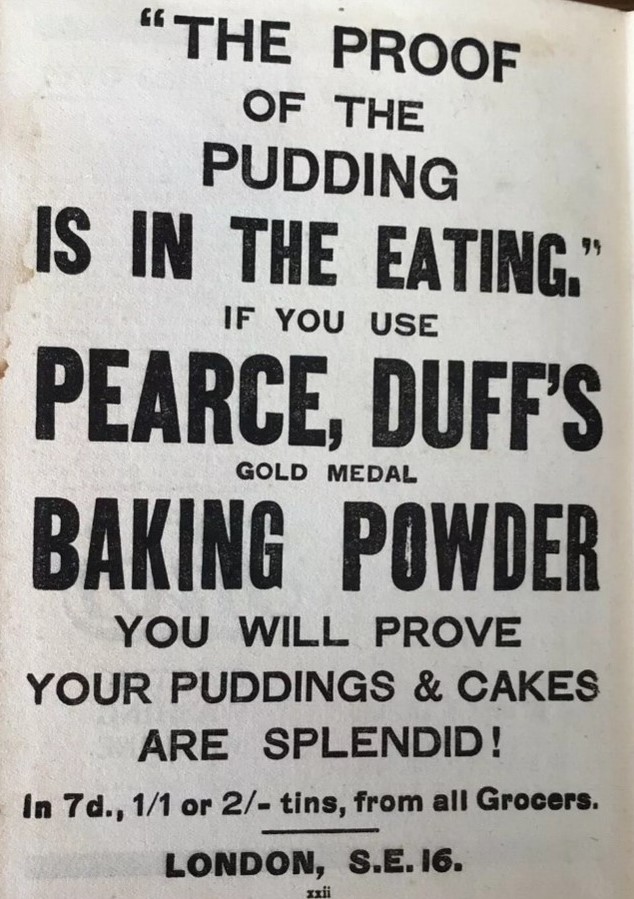 “THE PROOF
OF THE
PUDDING
IS IN THE EATING.”
IF YOU USE
PEARCE, DUFF'S
GOLD MEDAL
BAKING POWDER
YOU WILL PROVE
YOUR PUDDINGS & CAKES
ARE SPLENDID!
In 7d., 1/1 or 2/- tins, from all Grocers.
LONDON, S.E. 16.
xxii